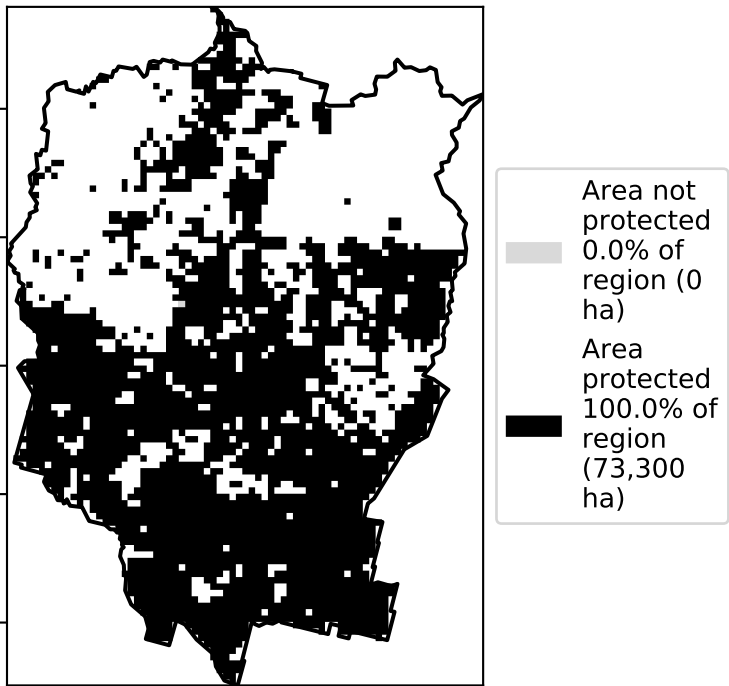 Area not
protected
0.0% of
region (0
ha)
Area
protected
100.0% of
region
(73,300
ha)